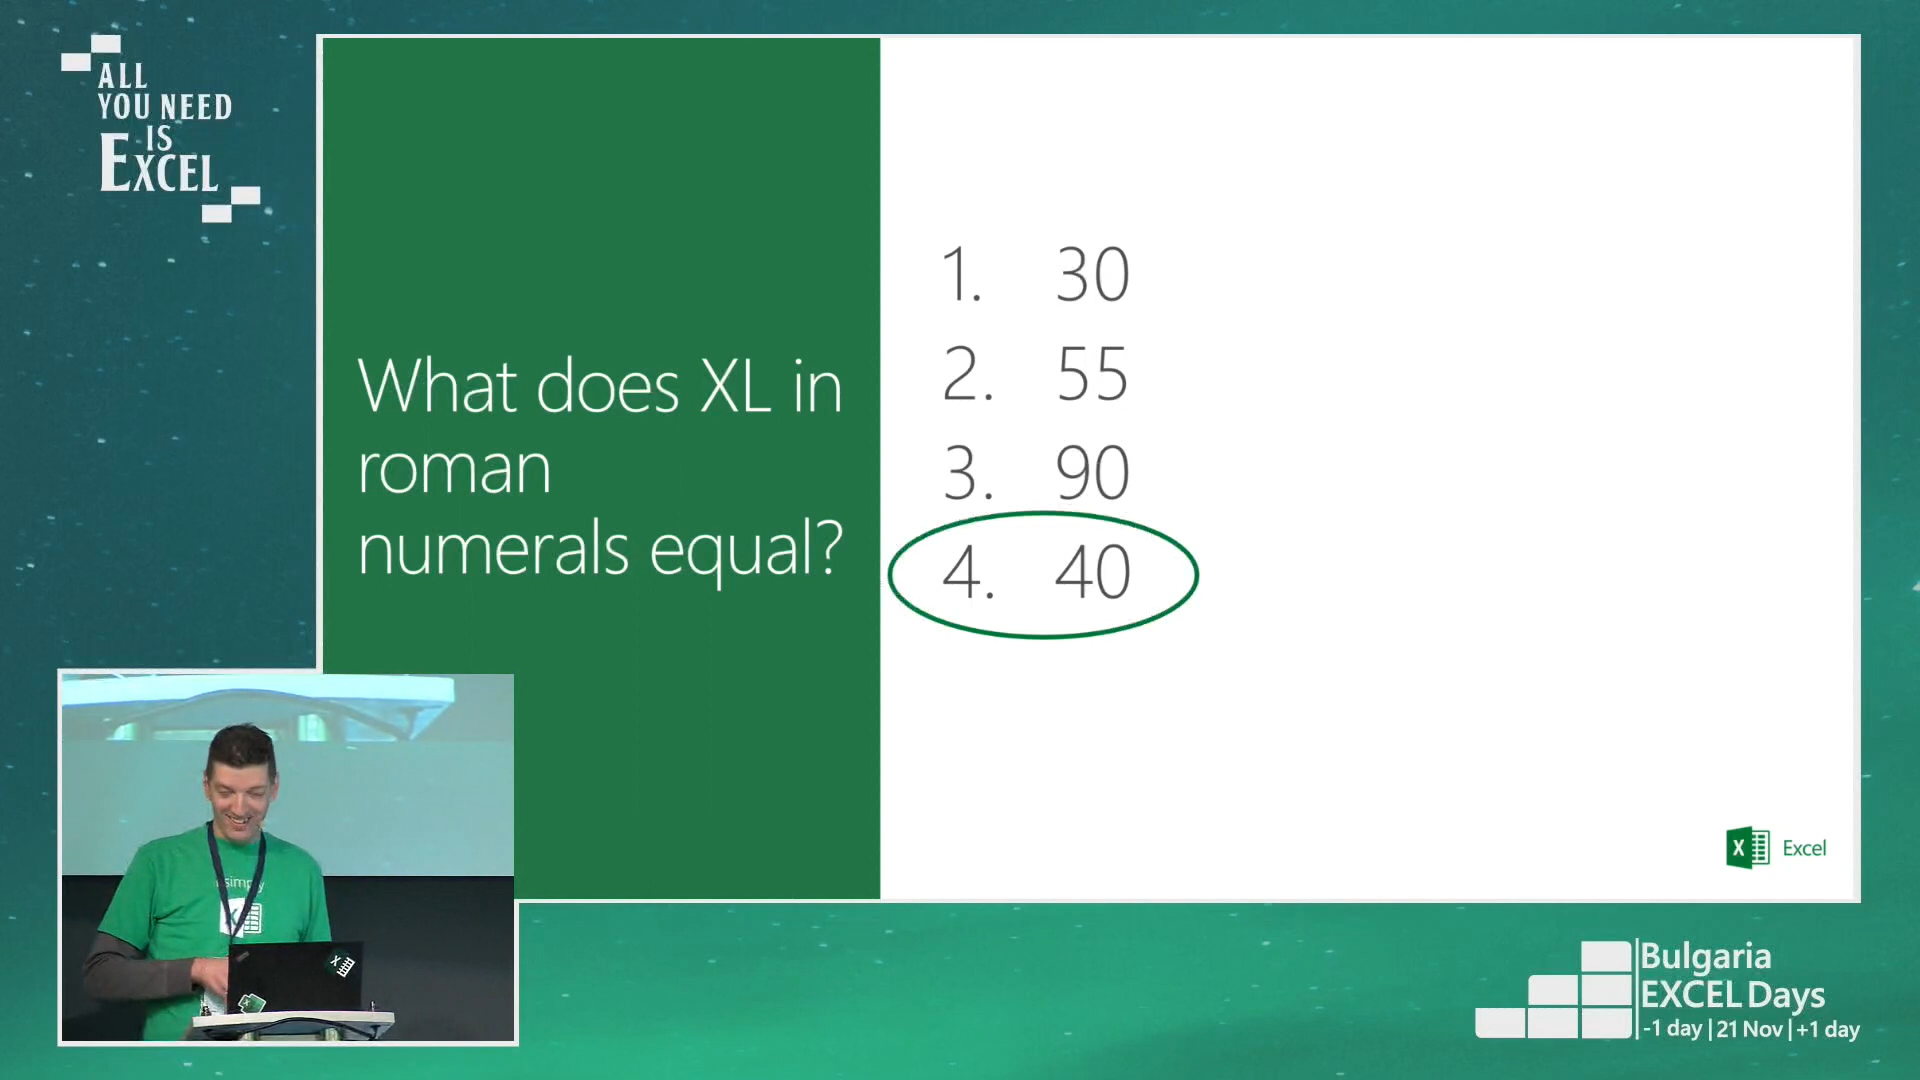 ALL
YOU NEED
IS
EXCEL
What does XL in
roman
numerals equal?
1. 30
2. 55
3. 90
4. 40
X Excel
simply
X
X
X
Bulgaria
EXCEL Days
-1 day | 21 Nov | +1 day